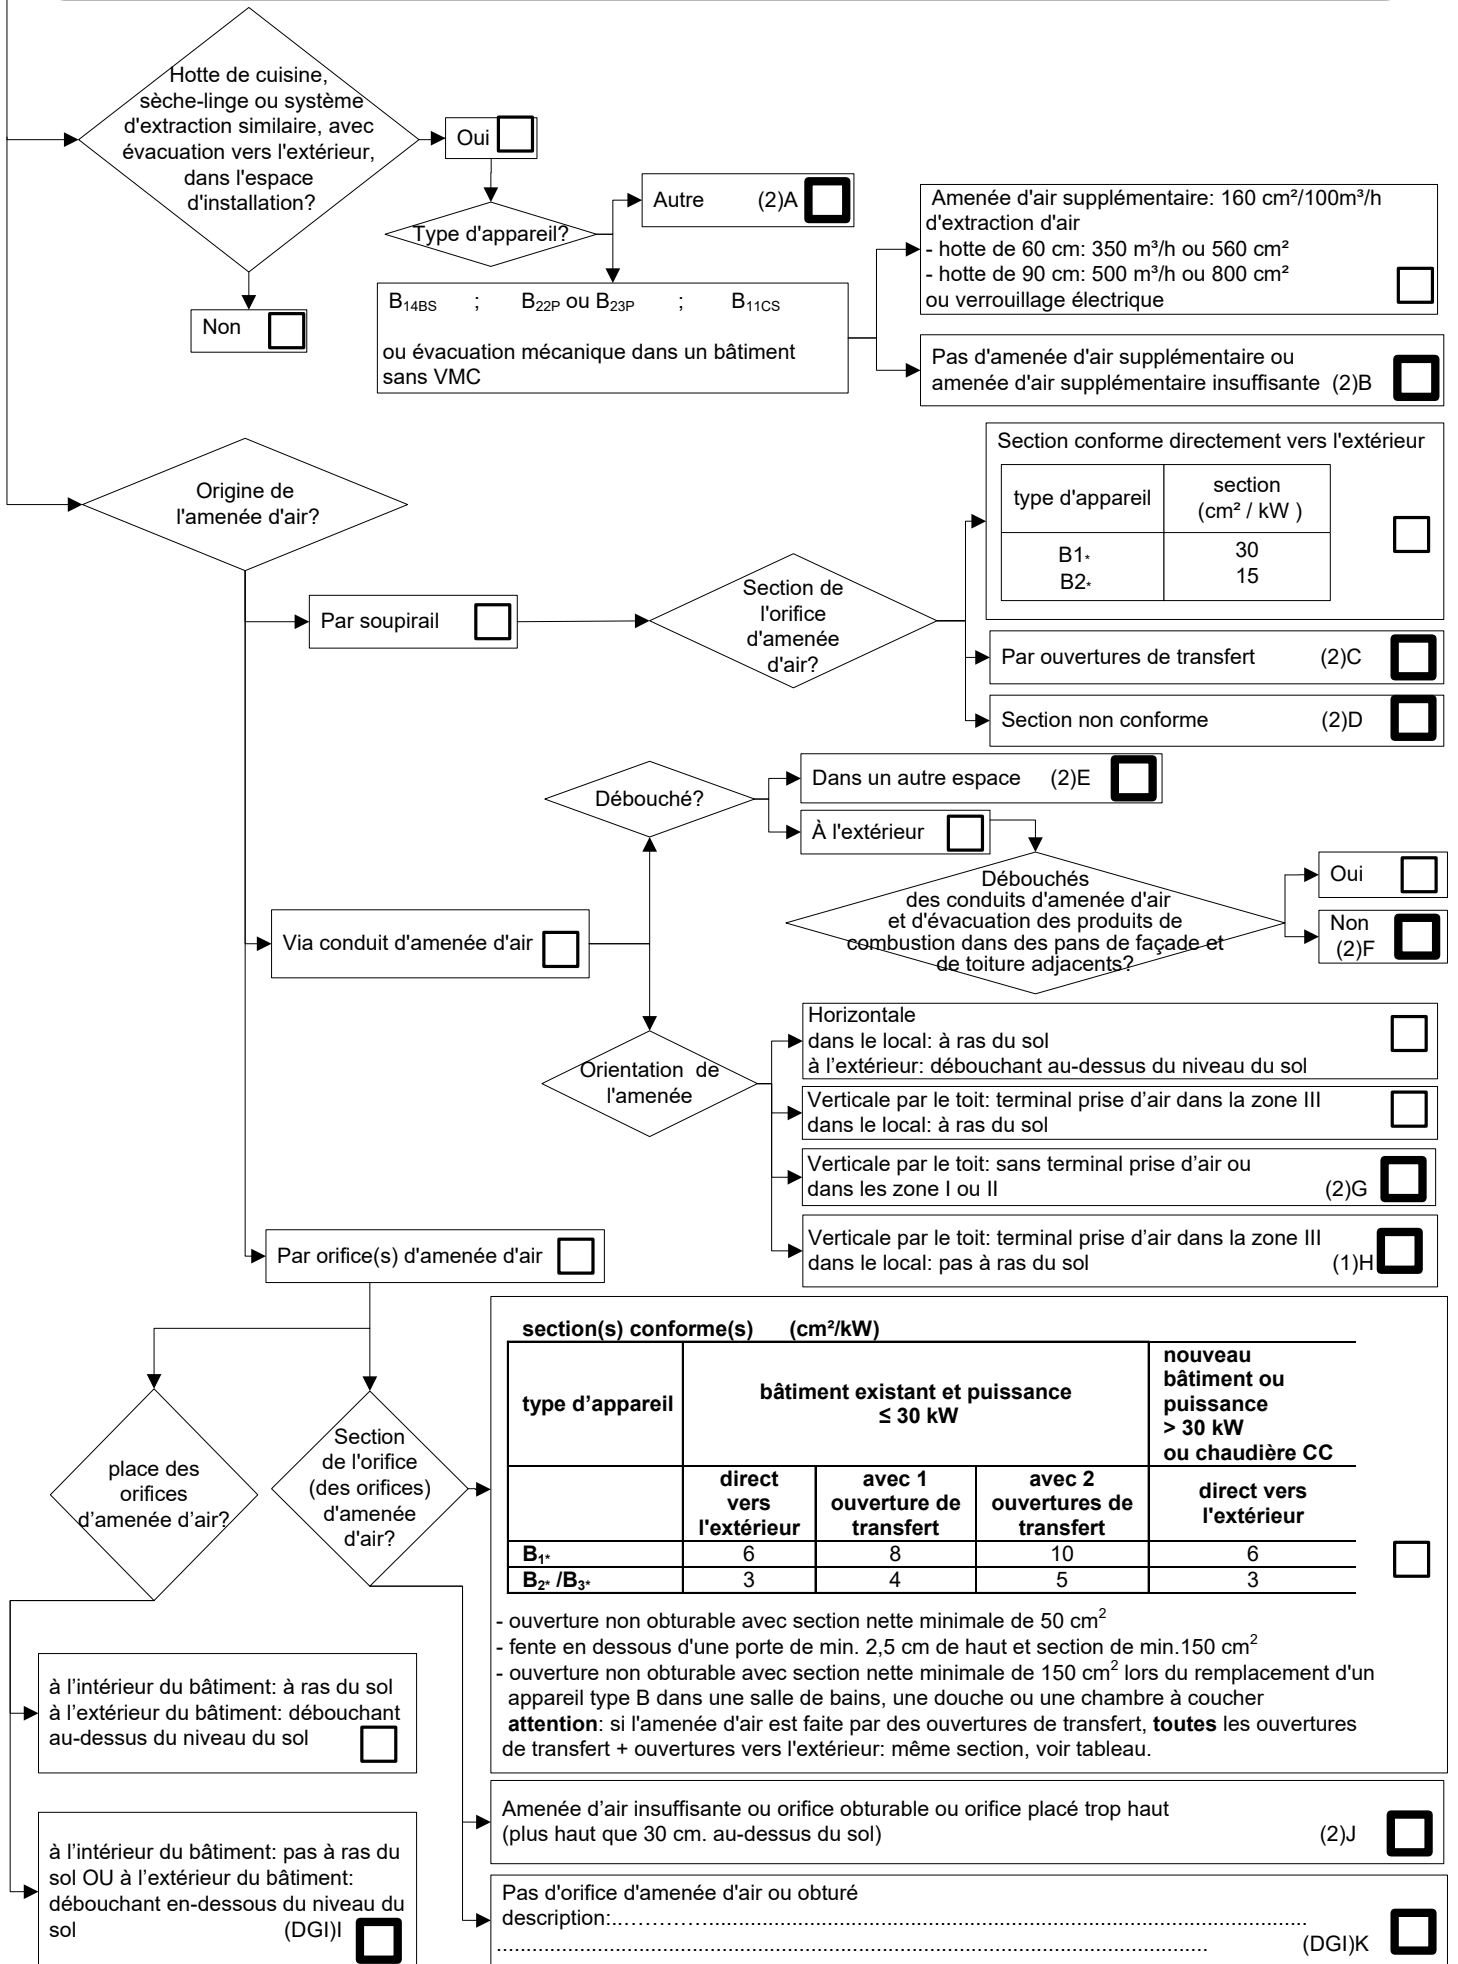 Hotte de cuisine,
sèche-linge ou système
d'extraction similaire, avec
évacuation vers l'extérieur,
dans l'espace
d'installation?
Oui
Non
Type d'appareil?
Autre (2)A
B14BS ; B22P ou B23P ; B11CS
ou évacuation mécanique dans un bâtiment
sans VMC
Amenée d'air supplémentaire: 160 cm²/100m³/h
d'extraction d'air
- hotte de 60 cm: 350 m³/h ou 560 cm²
- hotte de 90 cm: 500 m³/h ou 800 cm²
ou verrouillage électrique
Pas d'amenée d'air supplémentaire ou
amenée d'air supplémentaire insuffisante (2)B
Origine de
l'amenée d'air?
Par soupirail
Section de
l'orifice
d'amenée
d'air?
Section conforme directement vers l'extérieur
type d'appareil
section
(cm² / kW )
B1* 30
B2* 15
Par ouvertures de transfert (2)C
Section non conforme (2)D
Via conduit d'amenée d'air
Débouché?
Dans un autre espace (2)E
À l'extérieur
Débouchés
des conduits d'amenée d'air
et d'évacuation des produits de
combustion dans des pans de façade et
de toiture adjacents?
Oui
Non
(2)F
Orientation de
l'amenée
Horizontale
dans le local: à ras du sol
à l’extérieur: débouchant au-dessus du niveau du sol
Verticale par le toit: terminal prise d’air dans la zone III
dans le local: à ras du sol
Verticale par le toit: sans terminal prise d’air ou
dans les zone I ou II (2)G
Verticale par le toit: terminal prise d’air dans la zone III
dans le local: pas à ras du sol (1)H
Par orifice(s) d'amenée d'air
place des
orifices
d’amenée d’air?
Section
de l'orifice
(des orifices)
d'amenée
d'air?
section(s) conforme(s) (cm²/kW)
type d’appareil
bâtiment existant et puissance
≤ 30 kW
nouveau
bâtiment ou
puissance
> 30 kW
ou chaudière CC
direct
vers
l'extérieur
avec 1
ouverture de
transfert
avec 2
ouvertures de
transfert
direct vers
l'extérieur
B1* 6 8 10 6
B2* /B3* 3 4 5 3
- ouverture non obturable avec section nette minimale de 50 cm²
- fente en dessous d'une porte de min. 2,5 cm de haut et section de min.150 cm²
- ouverture non obturable avec section nette minimale de 150 cm² lors du remplacement d'un
appareil type B dans une salle de bains, une douche ou une chambre à coucher
attention: si l'amenée d'air est faite par des ouvertures de transfert, toutes les ouvertures
de transfert + ouvertures vers l'extérieur: même section, voir tableau.
à l’intérieur du bâtiment: à ras du sol
à l’extérieur du bâtiment: débouchant
au-dessus du niveau du sol
à l’intérieur du bâtiment: pas à ras du
sol OU à l’extérieur du bâtiment:
débouchant en-dessous du niveau du
sol (DGI)I
Amenée d’air insuffisante ou orifice obturable ou orifice placé trop haut
(plus haut que 30 cm. au-dessus du sol) (2)J
Pas d'orifice d'amenée d'air ou obturé
description:........................................................................
........................................................................ (DGI)K